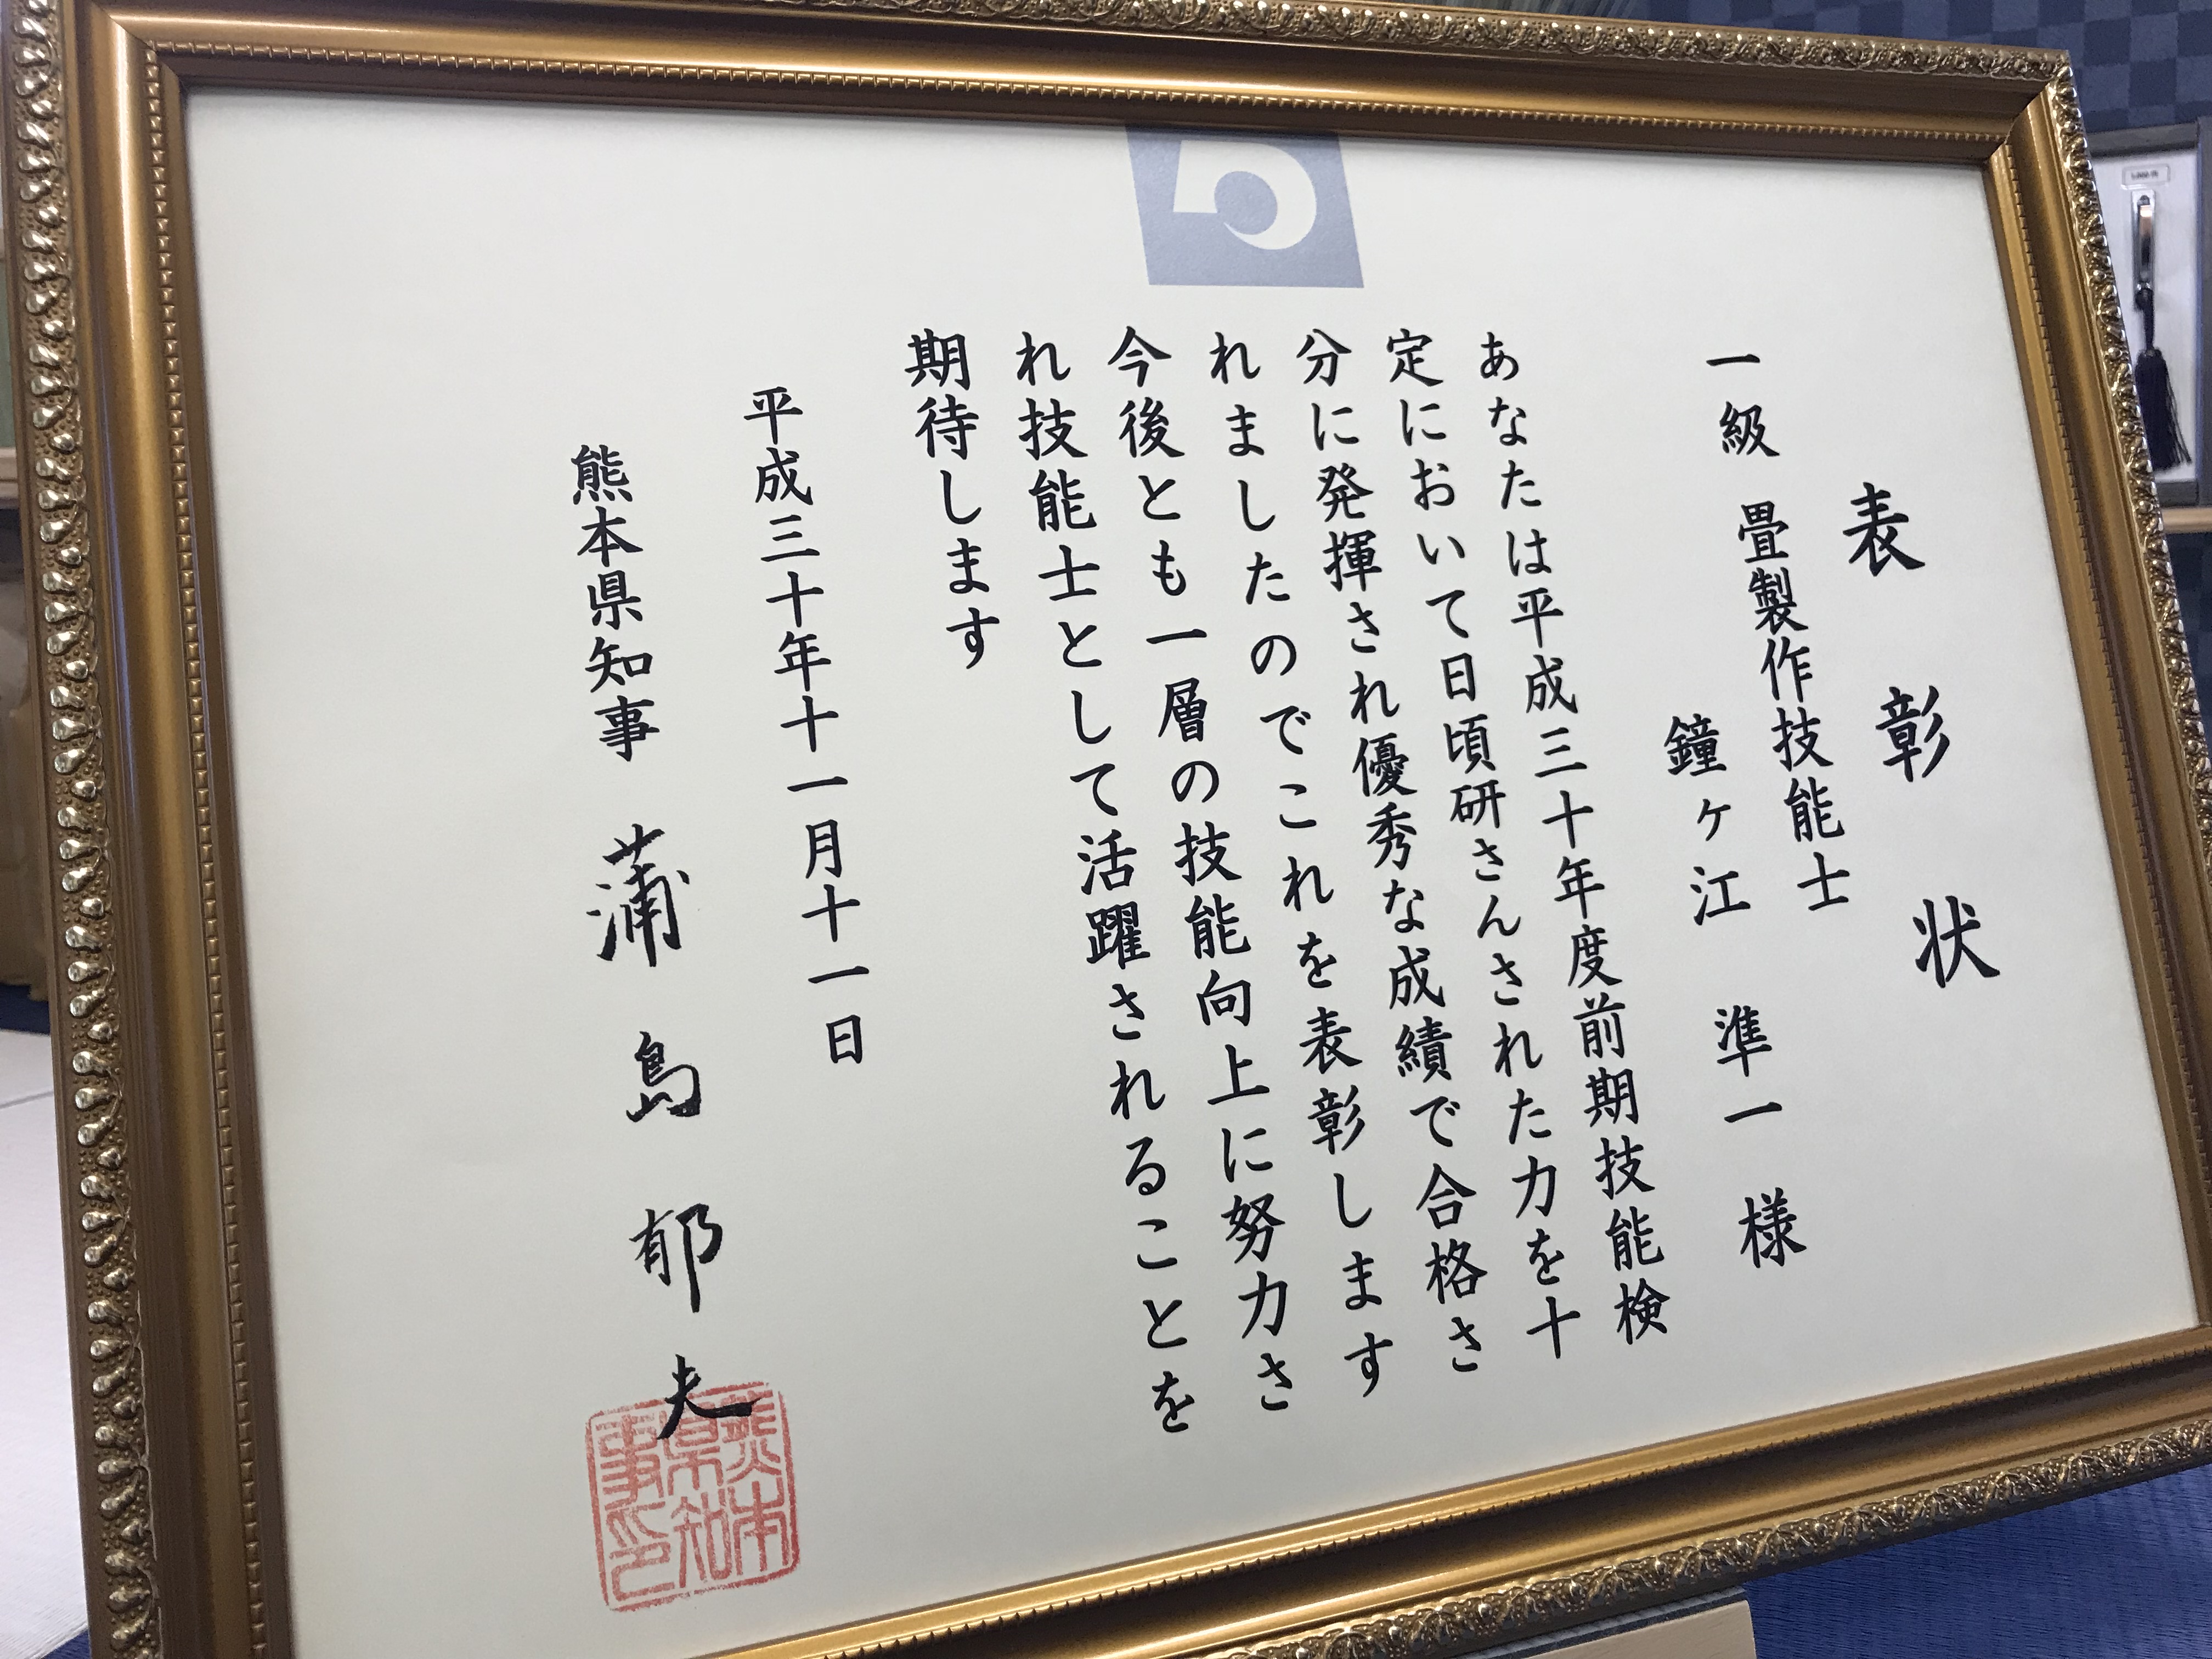 表彰状
一級 畳製作技能士
鐘ヶ江 準一 様
あなたは平成三十年度前期技能検
定において日頃研さんされた力を十
分に発揮され優秀な成績で合格さ
れましたのでこれを表彰します
今後とも一層の技能向上に努力さ
れ技能士として活躍されることを
期待します
平成三十年十一月十一日
熊本県知事 蒲島郁夫
熊本
県知
事印